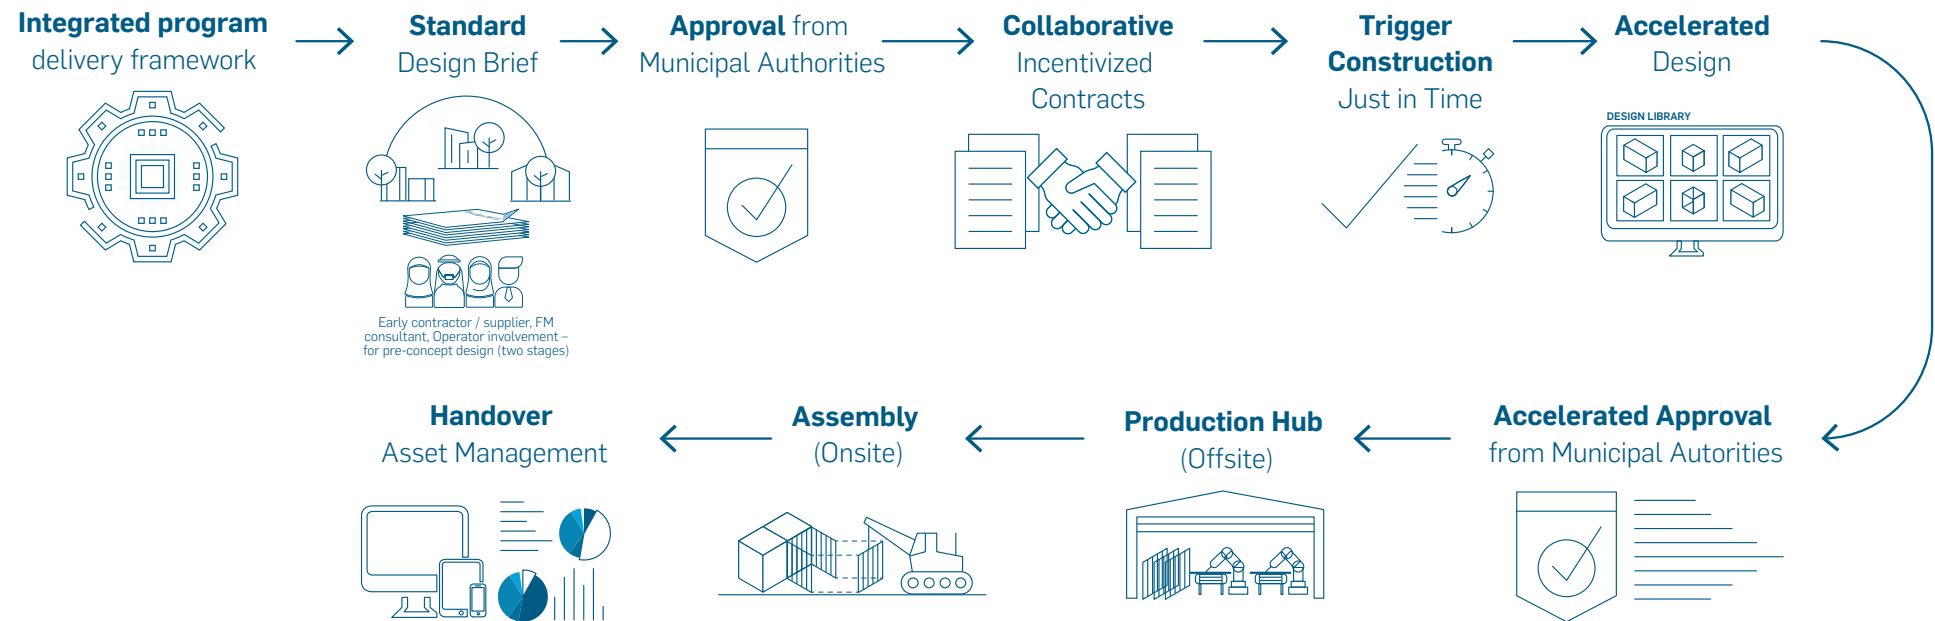 Integrated program
delivery framework
Standard
Design Brief
Early contractor / supplier, FM
consultant, Operator involvement –
for pre-concept design (two stages)
Approval from
Municipal Authorities
Collaborative
Incentivized
Contracts
Trigger
Construction
Just in Time
Accelerated
Design
DESIGN LIBRARY
Accelerated Approval
from Municipal Autorities
Production Hub
(Offsite)
Assembly
(Onsite)
Handover
Asset Management